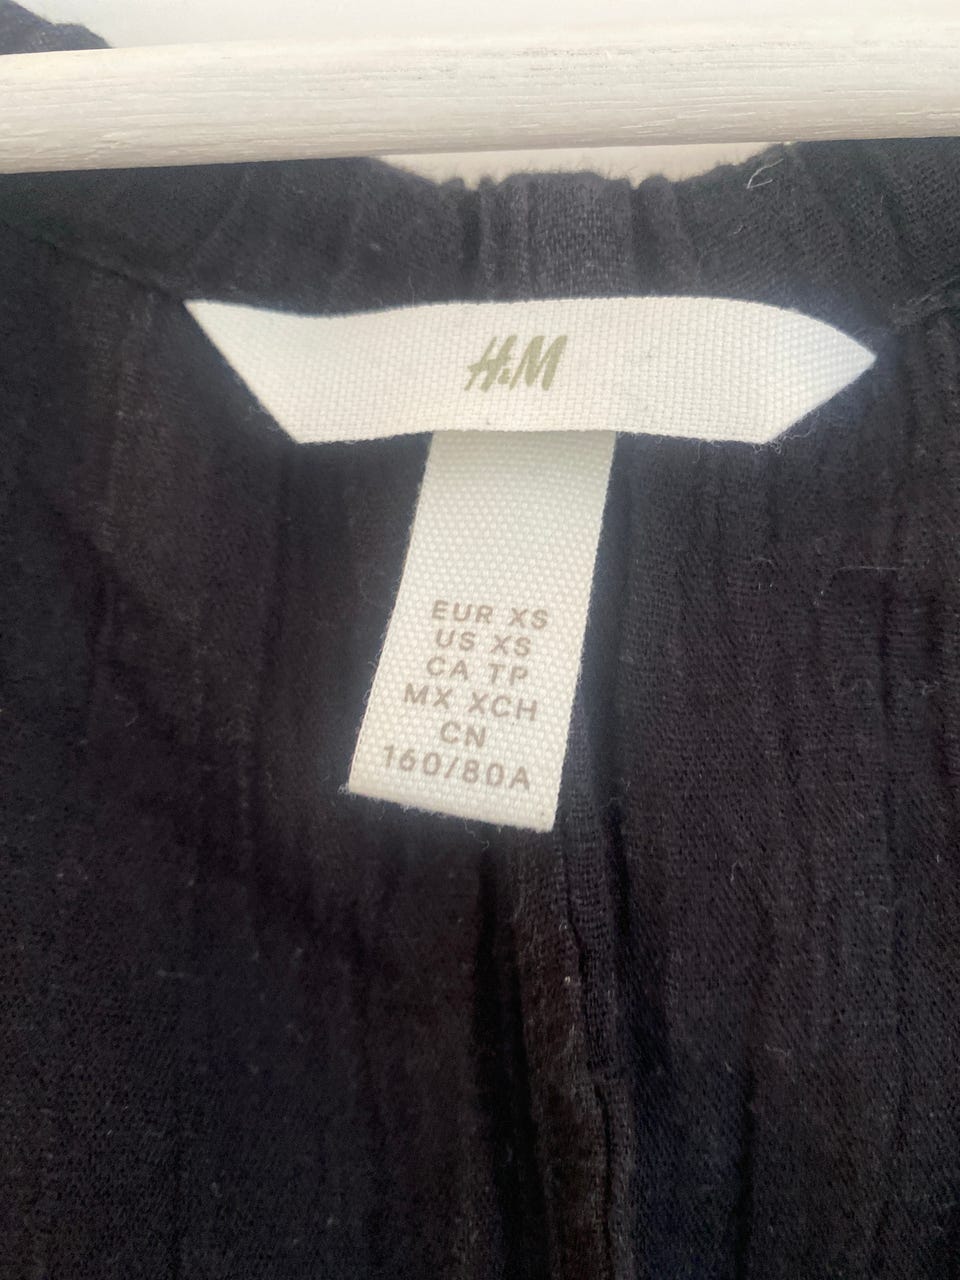 H&M
EUR XS
US XS
CA TP
MX XCH
CN
160/80A